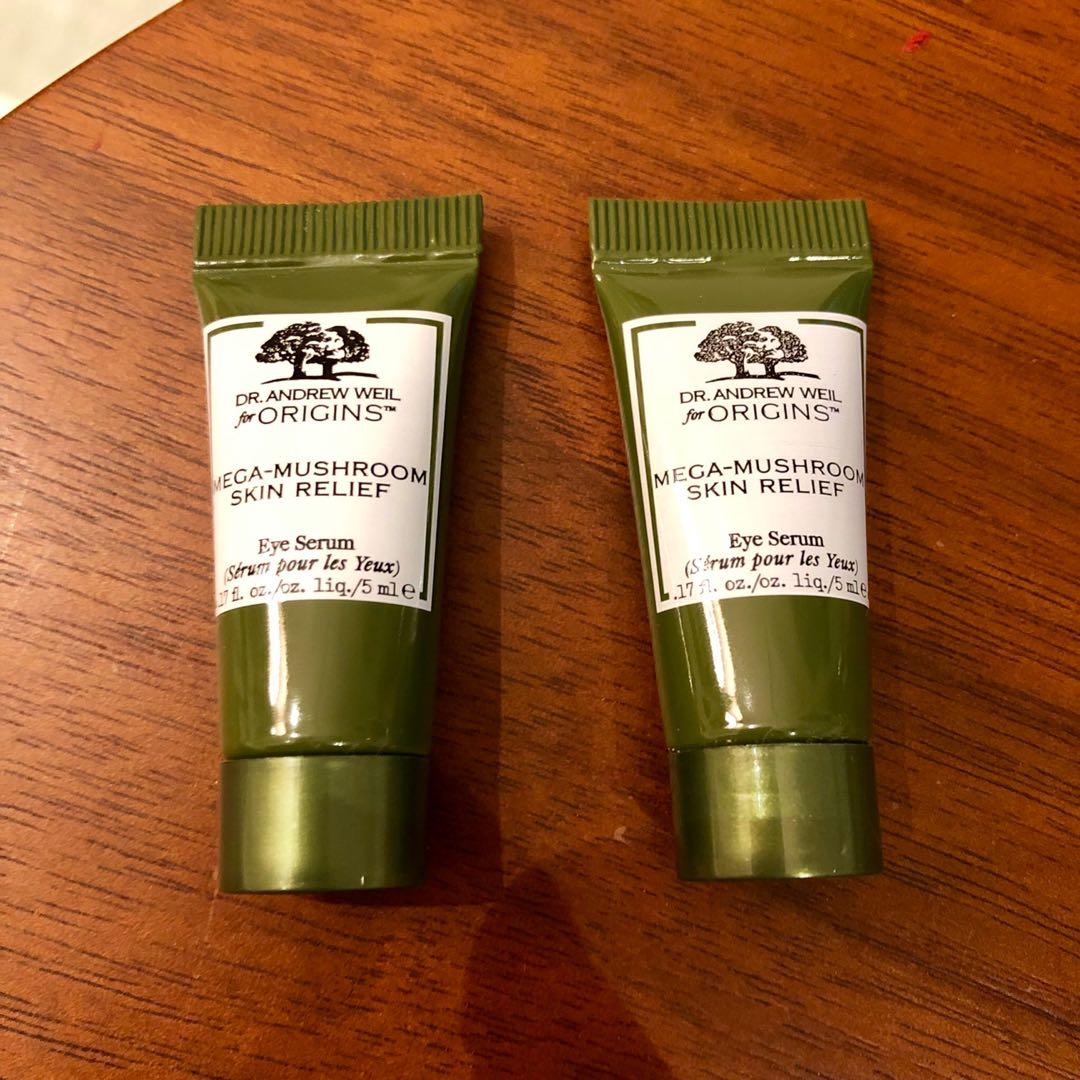 DR. ANDREW WEIL
for ORIGINS™
MEGA-MUSHROOM
SKIN RELIEF
Eye Serum
(Sérum pour les Yeux)
.17 fl. oz./oz. liq./5 ml ℮
DR. ANDREW WEIL
for ORIGINS™
MEGA-MUSHROOM
SKIN RELIEF
Eye Serum
(Sérum pour les Yeux)
.17 fl. oz./oz. liq./5 ml ℮